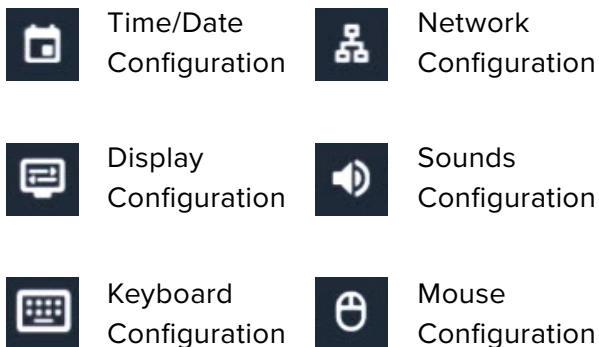 Time/Date
Configuration
Network
Configuration
Display
Configuration
Sounds
Configuration
Keyboard
Configuration
Mouse
Configuration